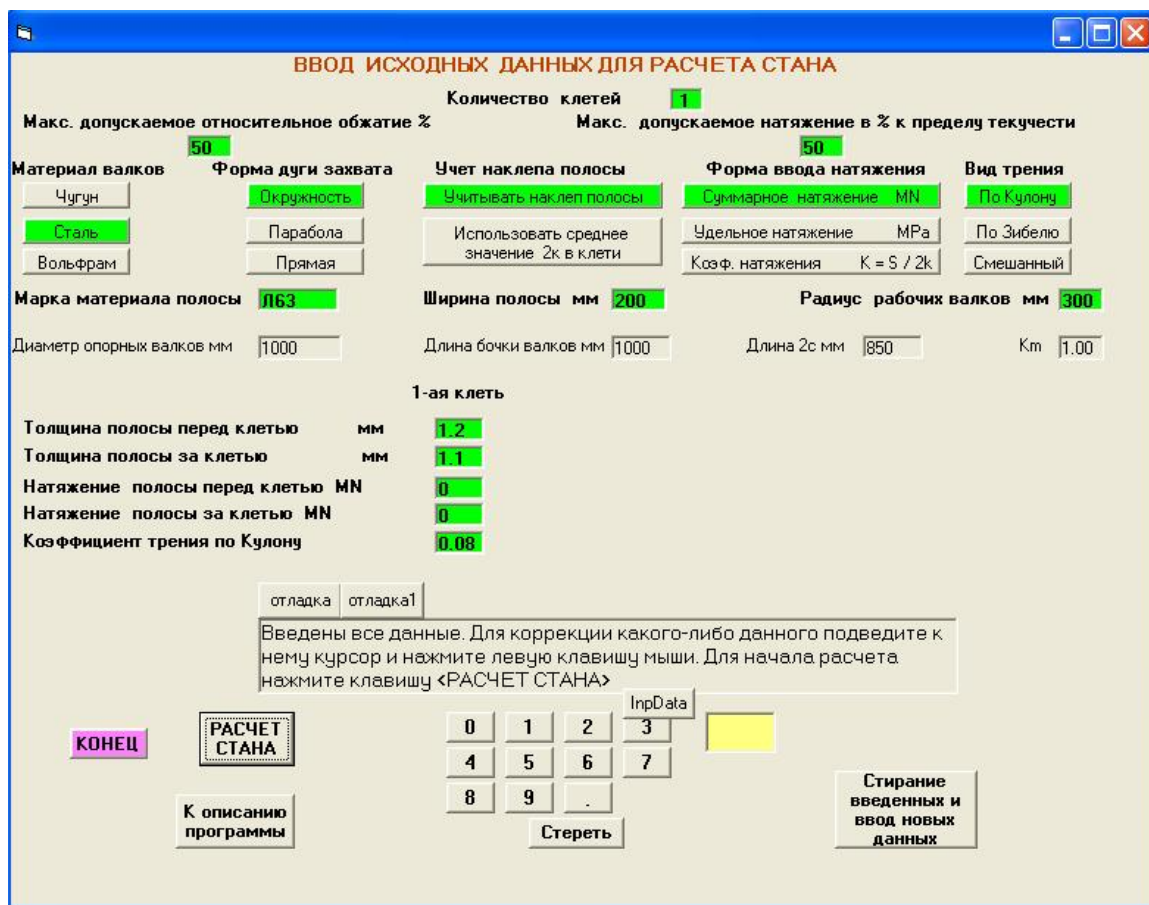 ВВОД ИСХОДНЫХ ДАННЫХ ДЛЯ РАСЧЕТА СТАНА
Количество клетей 1
Макс. допускаемое относительное обжатие % Макс. допускаемое натяжение в % к пределу текучести
50 50
Материал валков Форма дуги захвата Учет наклепа полосы Форма ввода натяжения Вид трения
Чугун Окружность Учитывать наклеп полосы Суммарное натяжение MN По Кулону
Сталь Парабола Использовать среднее значение 2k в клети Удельное натяжение MPa По Зибелю
Вольфрам Прямая Коэф. натяжения K = S / 2k Смешанный
Марка материала полосы Л63 Ширина полосы мм 200 Радиус рабочих валков мм 300
Диаметр опорных валков мм 1000 Длина бочки валков мм 1000 Длина 2с мм 850 Km 1.00
1-ая клеть
Толщина полосы перед клетью мм 1.2
Толщина полосы за клетью мм 1.1
Натяжение полосы перед клетью MN 0
Натяжение полосы за клетью MN 0
Коэффициент трения по Кулону 0.08
отладка отладка1
Введены все данные. Для коррекции какого-либо данного подведите к
нему курсор и нажмите левую клавишу мыши. Для начала расчета
нажмите клавишу <РАСЧЕТ СТАНА>
InpData
КОНЕЦ
РАСЧЕТ
СТАНА
0 1 2 3
4 5 6 7
8 9 .
Стереть
К описанию
программы
Стирание
введенных и
ввод новых
данных